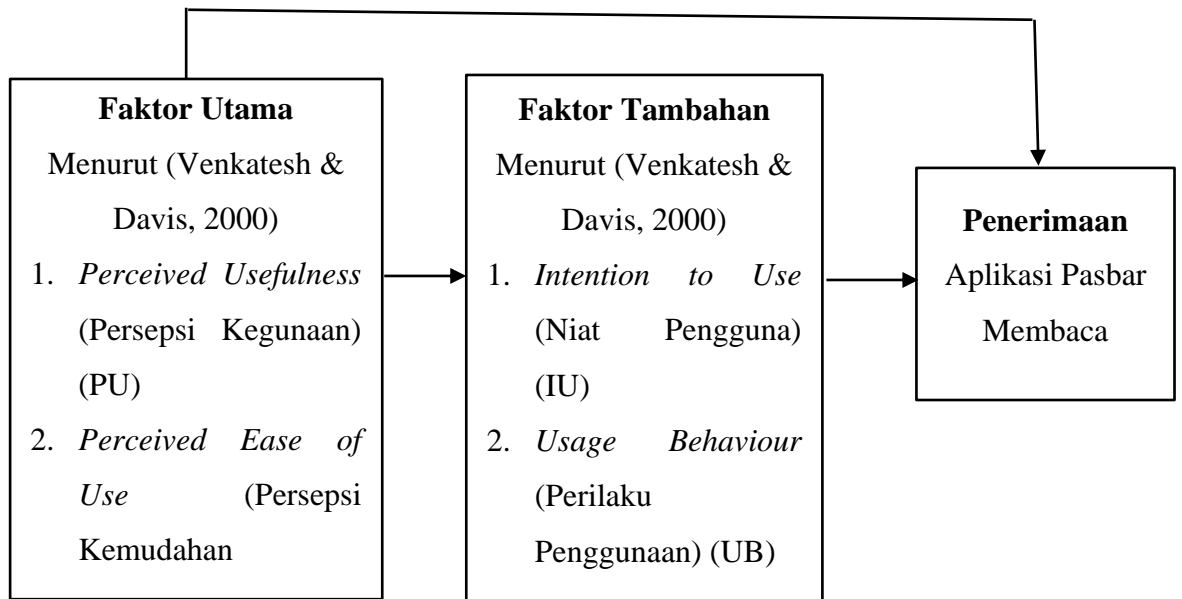 Faktor Utama
Menurut (Venkatesh &
Davis, 2000)
1. Perceived Usefulness
(Persepsi Kegunaan)
(PU)
2. Perceived Ease of
Use (Persepsi
Kemudahan
Faktor Tambahan
Menurut (Venkatesh &
Davis, 2000)
1. Intention to Use
(Niat Pengguna)
(IU)
2. Usage Behaviour
(Perilaku
Penggunaan) (UB)
Penerimaan
Aplikasi Pasbar
Membaca